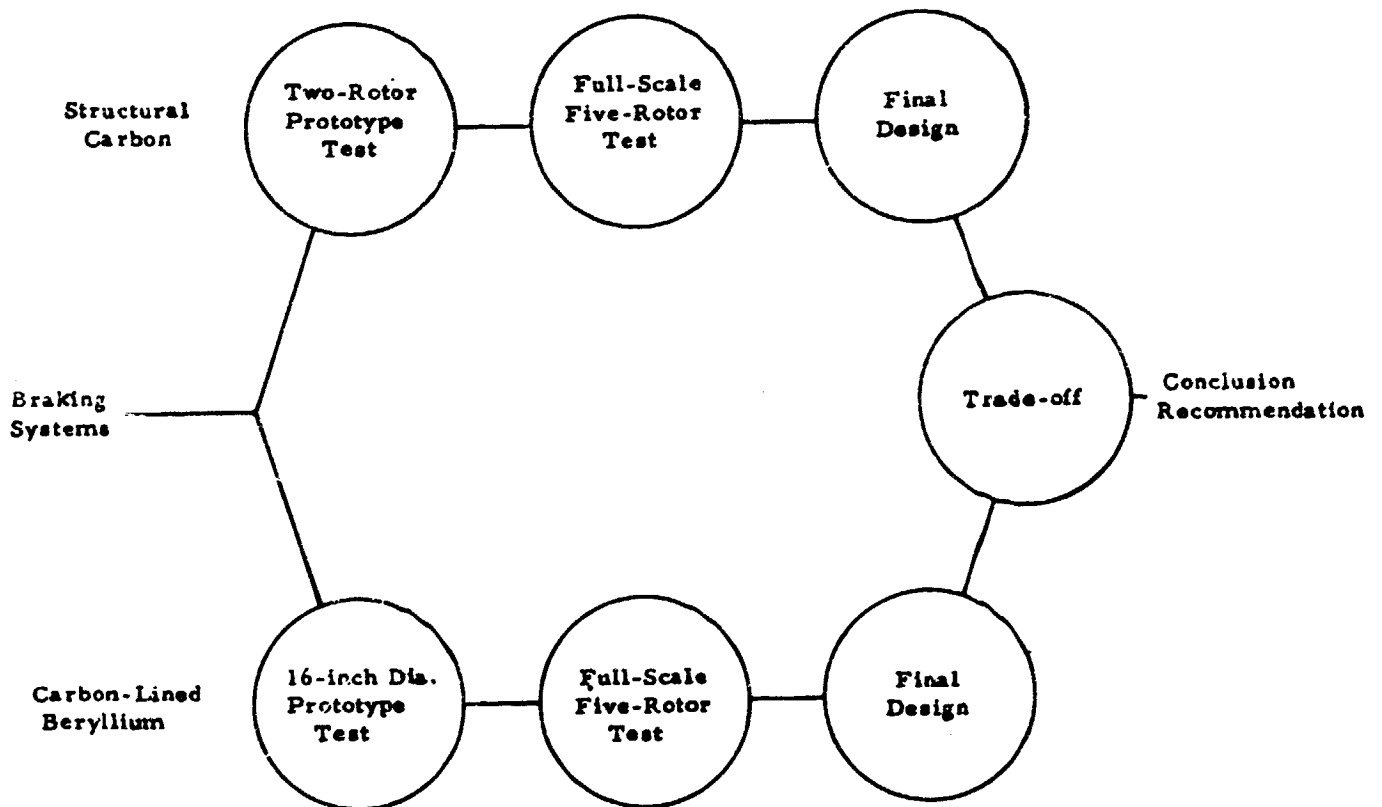 Structural
Carbon
Two-Rotor
Prototype
Test
Full-Scale
Five-Rotor
Test
Final
Design
Braking
Systems
Trade-off
Conclusion
Recommendation
Carbon-Lined
Beryllium
16-inch Dia.
Prototype
Test
Full-Scale
Five-Rotor
Test
Final
Design